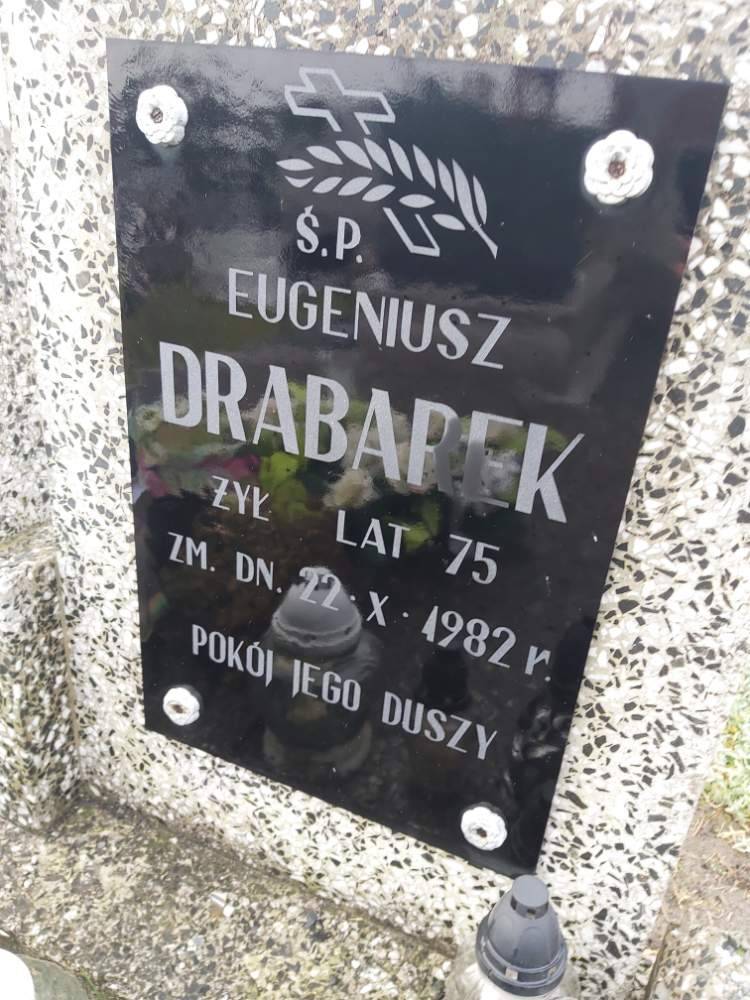 Ś.P.
EUGENIUSZ
DRABAREK
ŻYŁ LAT 75
ZM. DN. 22·X·1982 r.
POKÓJ JEGO DUSZY